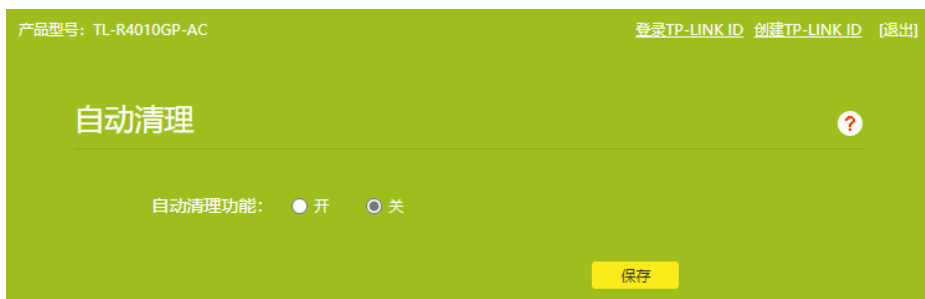 产品型号：TL-R4010GP-AC 登录TP-LINK ID 创建TP-LINK ID [退出]
自动清理 ?
自动清理功能： 开 关
保存